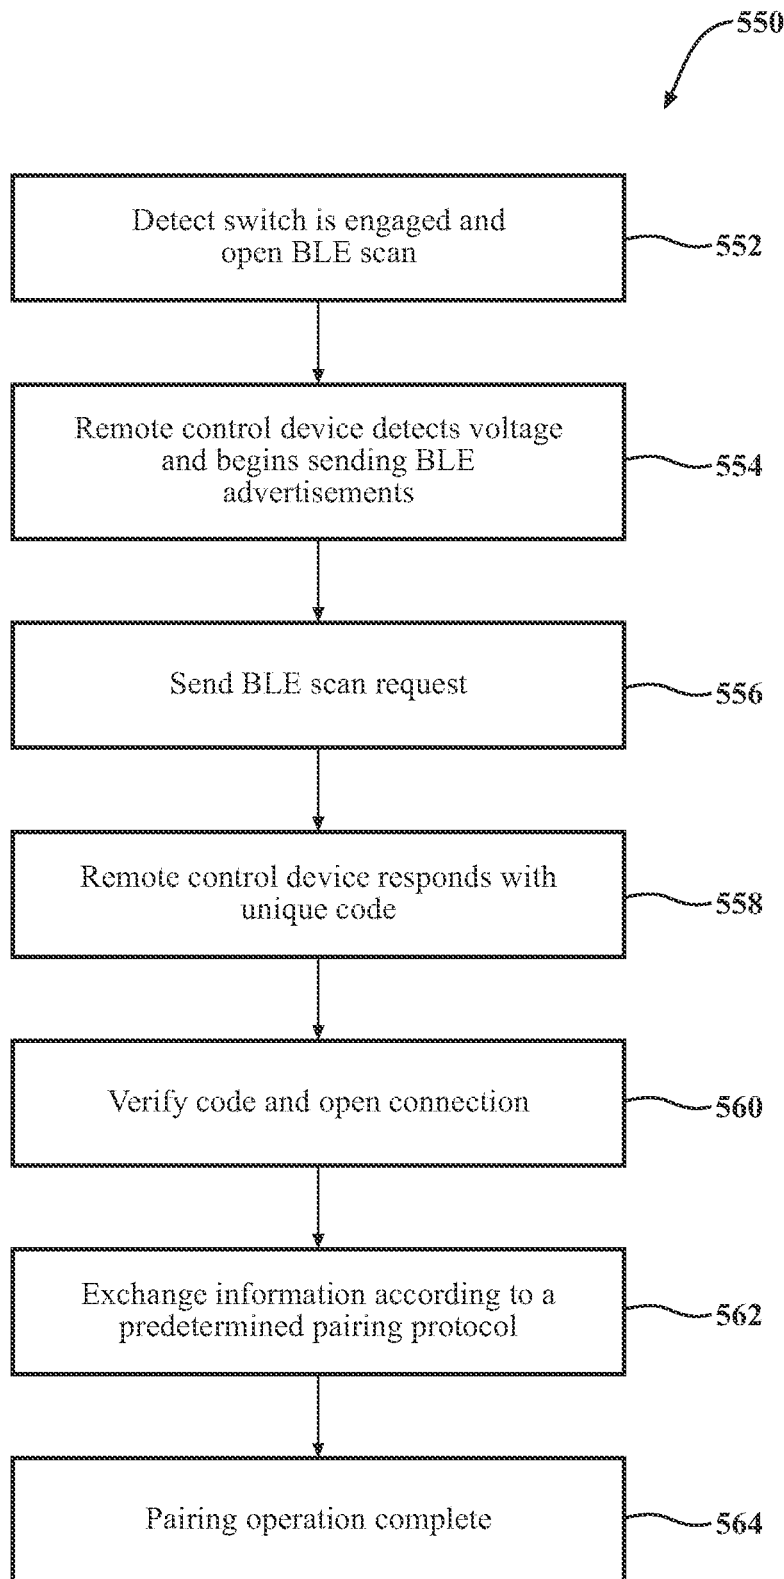 550
Detect switch is engaged and
open BLE scan
552
Remote control device detects voltage
and begins sending BLE
advertisements
554
Send BLE scan request
556
Remote control device responds with
unique code
558
Verify code and open connection
560
Exchange information according to a
predetermined pairing protocol
562
Pairing operation complete
564